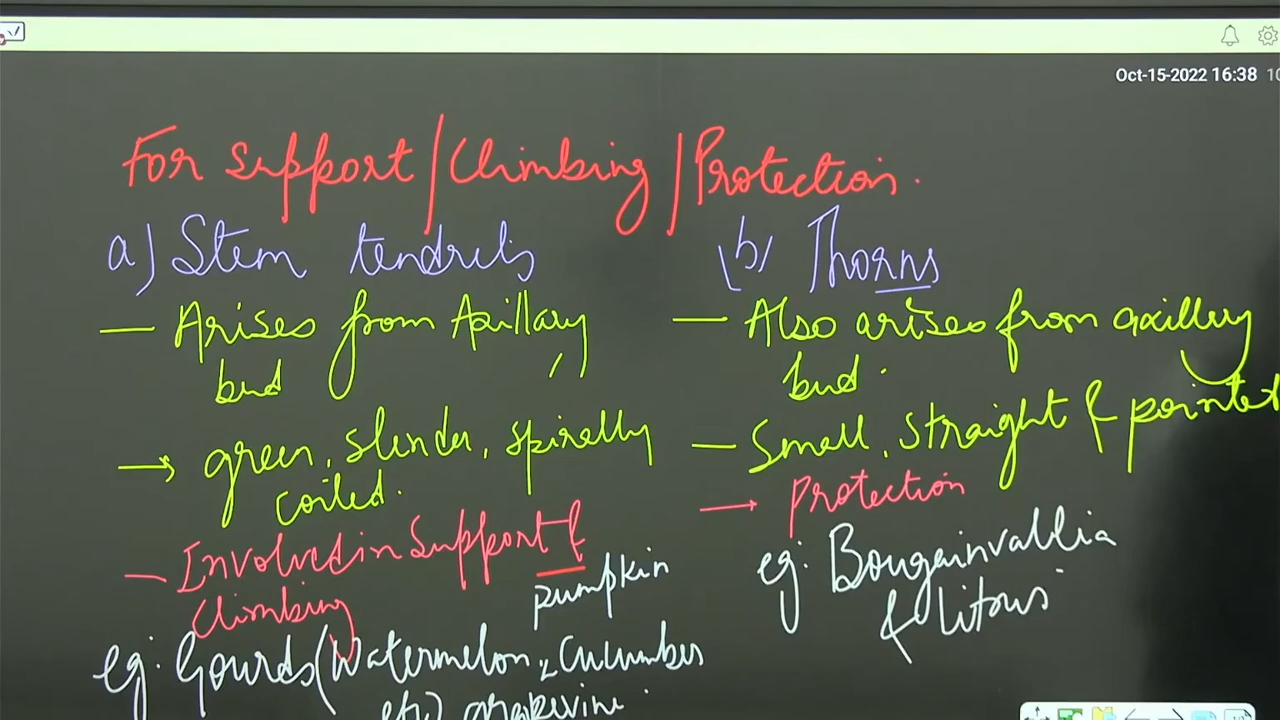 Oct-15-2022 16:38 10
For Support/Climbing/Protection.
a) Stem tendrils
— Arises from Axillary
bud
→ green, slender, spirally
coiled.
— Involved in Support &
Climbing
pumpkin
eg: Gourds (Watermelon, Cucumber
etc) grapevine.
(b) Thorns
— Also arises from axillary
bud.
— Small, Straight & pointed
→ Protection
eg: Bougainvallia
& Citrus